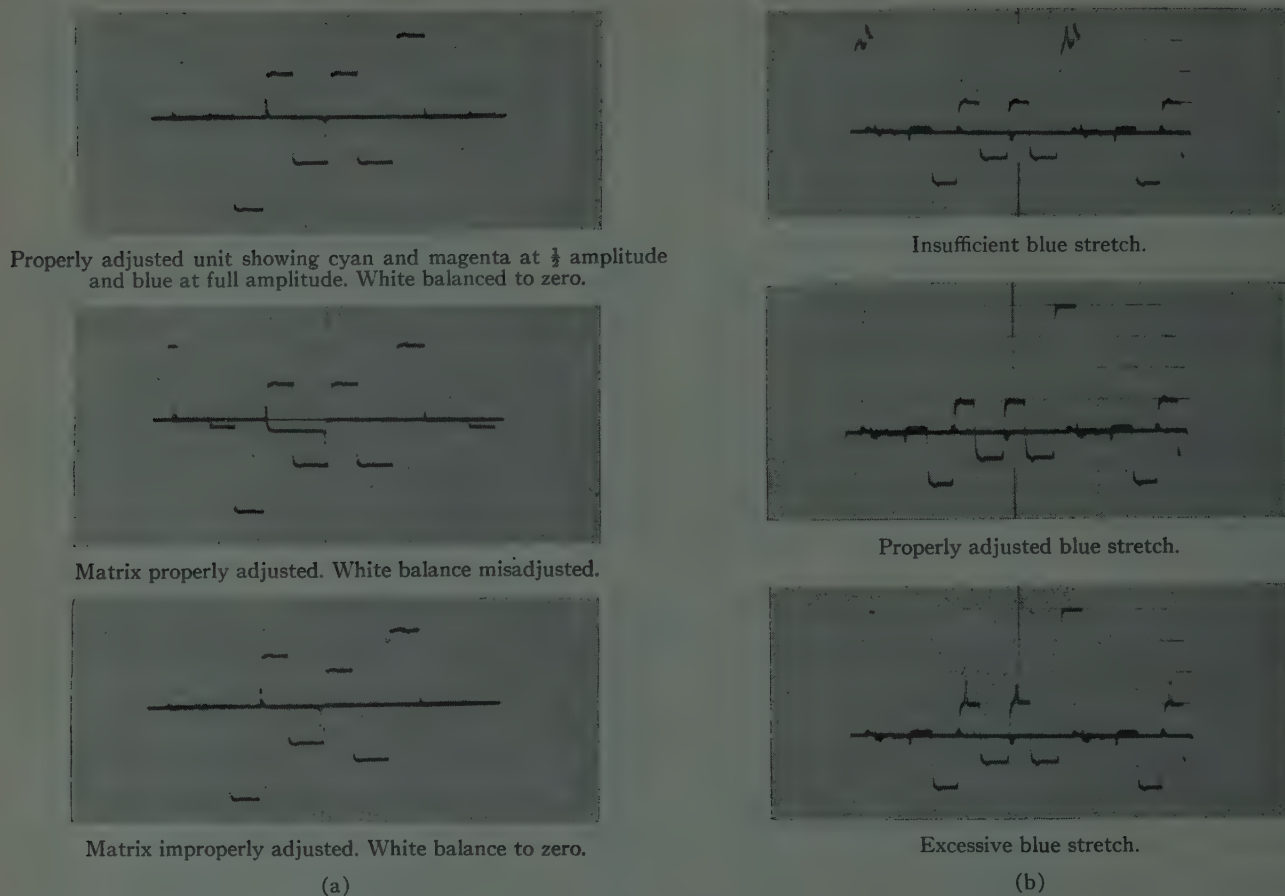 Properly adjusted unit showing cyan and magenta at ½ amplitude
and blue at full amplitude. White balanced to zero.
Matrix properly adjusted. White balance misadjusted.
Matrix improperly adjusted. White balance to zero.
(a)
Insufficient blue stretch.
Properly adjusted blue stretch.
Excessive blue stretch.
(b)